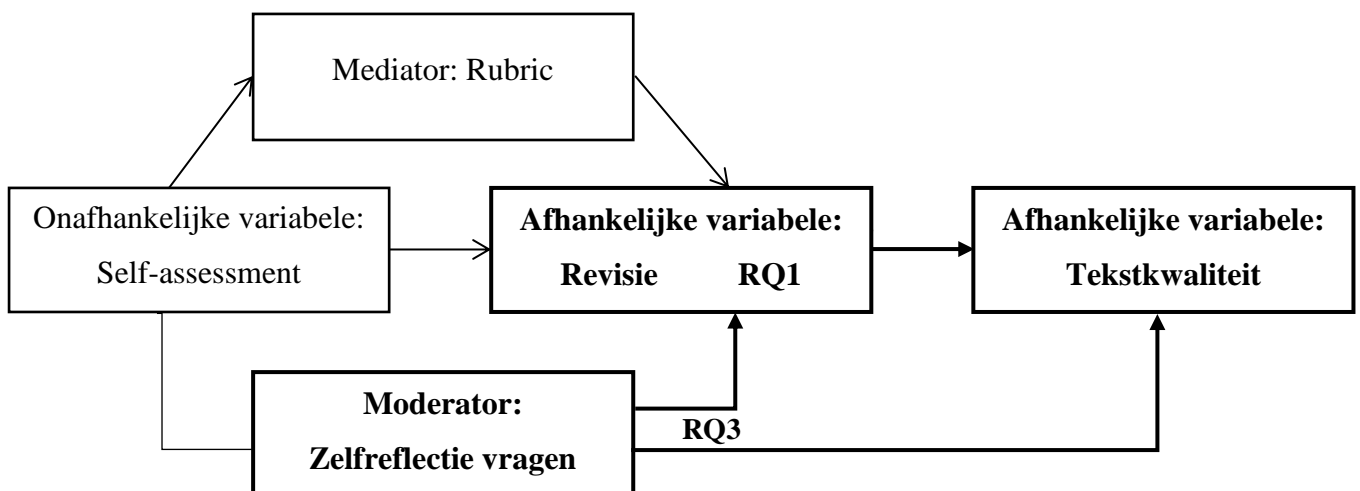 Mediator: Rubric
Onafhankelijke variabele:
Self-assessment
Afhankelijke variabele:
Revisie RQ1
Afhankelijke variabele:
Tekstkwaliteit
Moderator:
Zelfreflectie vragen
RQ3